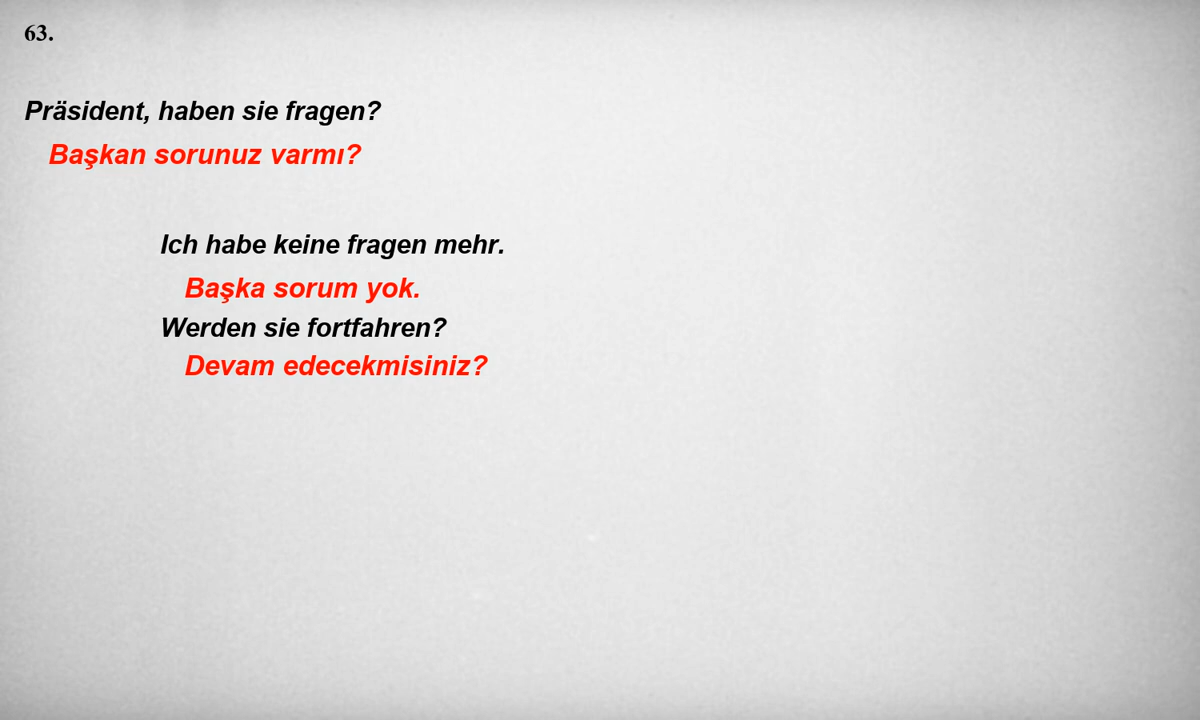 63.
Präsident, haben sie fragen?
Başkan sorunuz varmı?
Ich habe keine fragen mehr.
Başka sorum yok.
Werden sie fortfahren?
Devam edecekmisiniz?